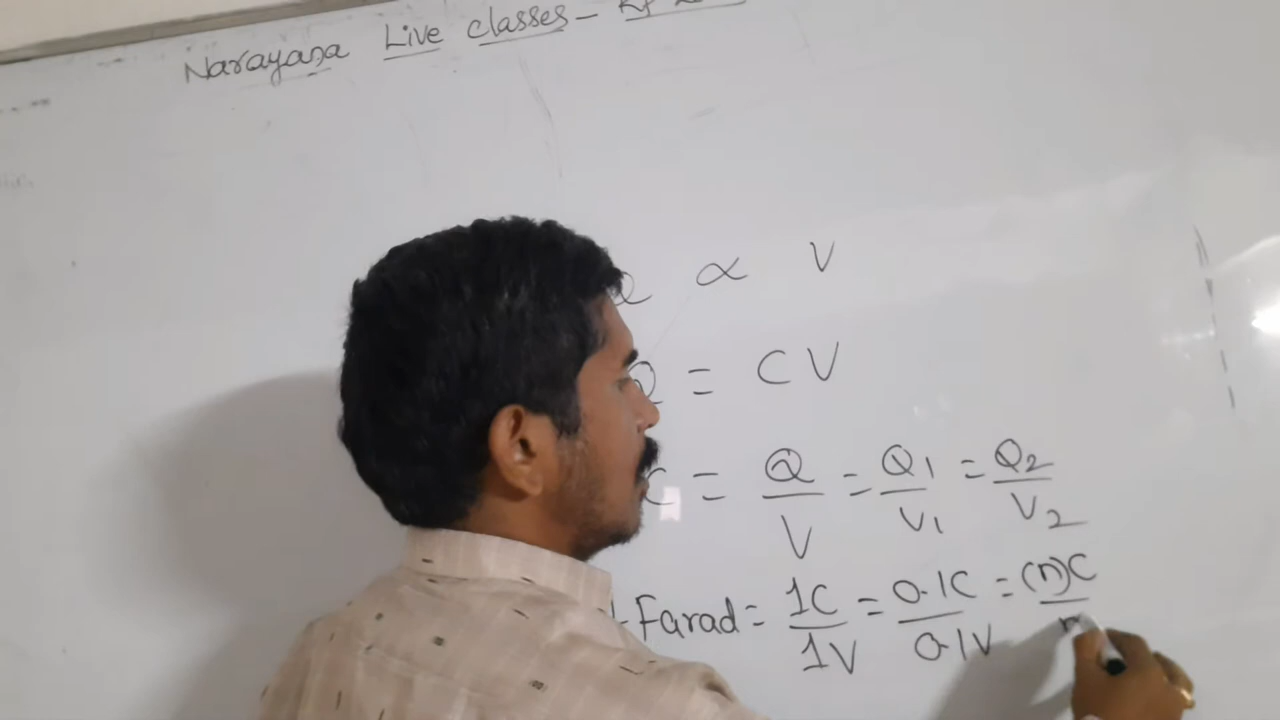 Narayana Live classes -
Q ∝ V
Q = CV
C = Q/V = Q1/V1 = Q2/V2
Farad = 1C/1V = 0.1C/0.1V = (n)C/n